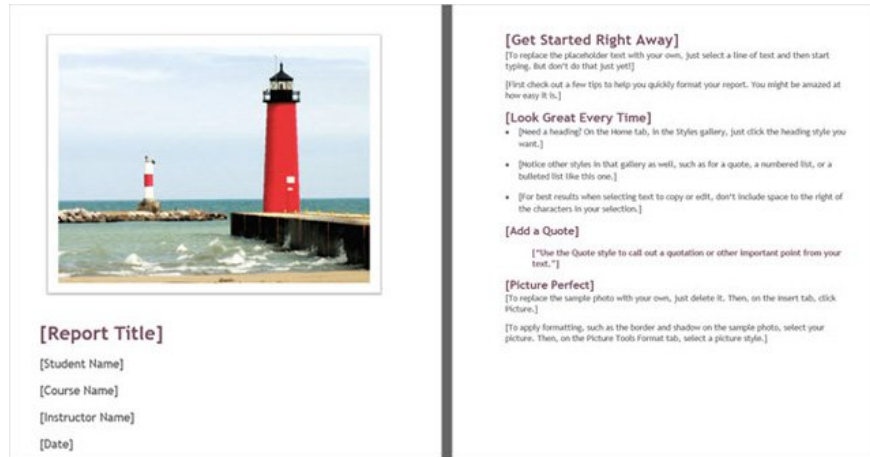 [Report Title]
[Student Name]
[Course Name]
[Instructor Name]
[Date]
[Get Started Right Away]
[To replace the placeholder text with your own, just select a line of text and then start
typing. But don't do that just yet!]
[First check out a few tips to help you quickly format your report. You might be amazed at
how easy it is.]
[Look Great Every Time]
• [Need a heading? On the Home tab, in the Styles gallery, just click the heading style you
want.]
• [Notice other styles in that gallery as well, such as for a quote, a numbered list, or a
bulleted list like this one.]
• [For best results when selecting text to copy or edit, don't include space to the right of
the characters in your selection.]
[Add a Quote]
["Use the Quote style to call out a quotation or other important point from your
text."]
[Picture Perfect]
[To replace the sample photo with your own, just delete it. Then, on the Insert tab, click
Picture.]
[To apply formatting, such as the border and shadow on the sample photo, select your
picture. Then, on the Picture Tools Format tab, select a picture style.]